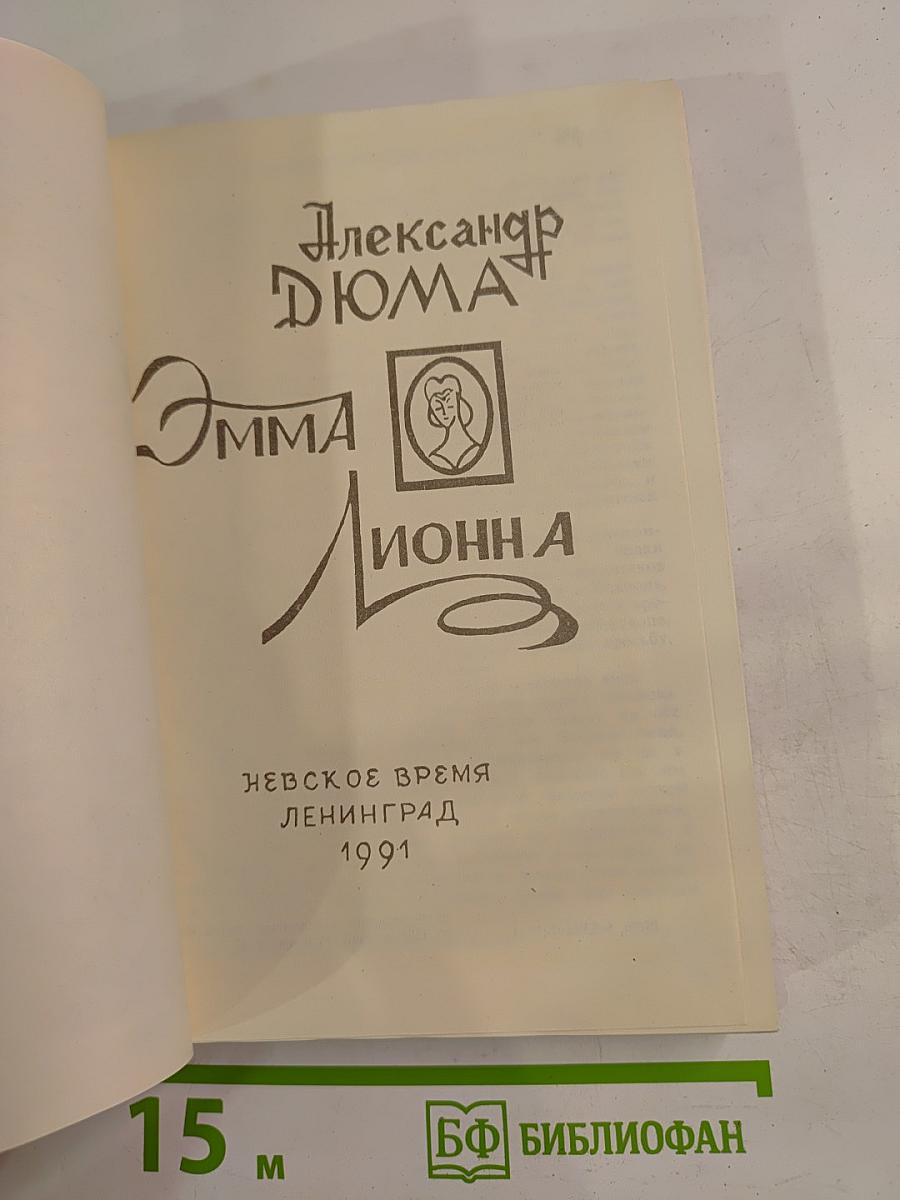 Александр
ДЮМА
ЭММА
ЛИОННА
НЕВСКОЕ ВРЕМЯ
ЛЕНИНГРАД
1991
15 м
БФ БИБЛИОФАН